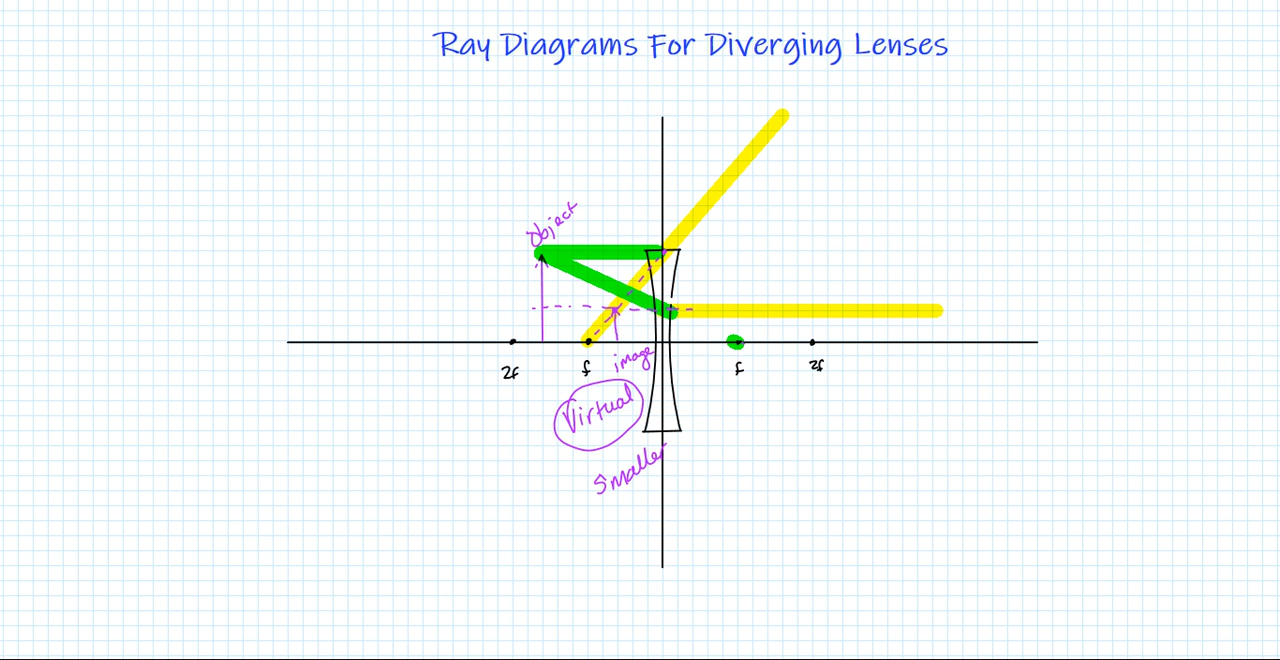 Ray Diagrams For Diverging Lenses
object
2f
f
image
f
2f
Virtual
Smaller